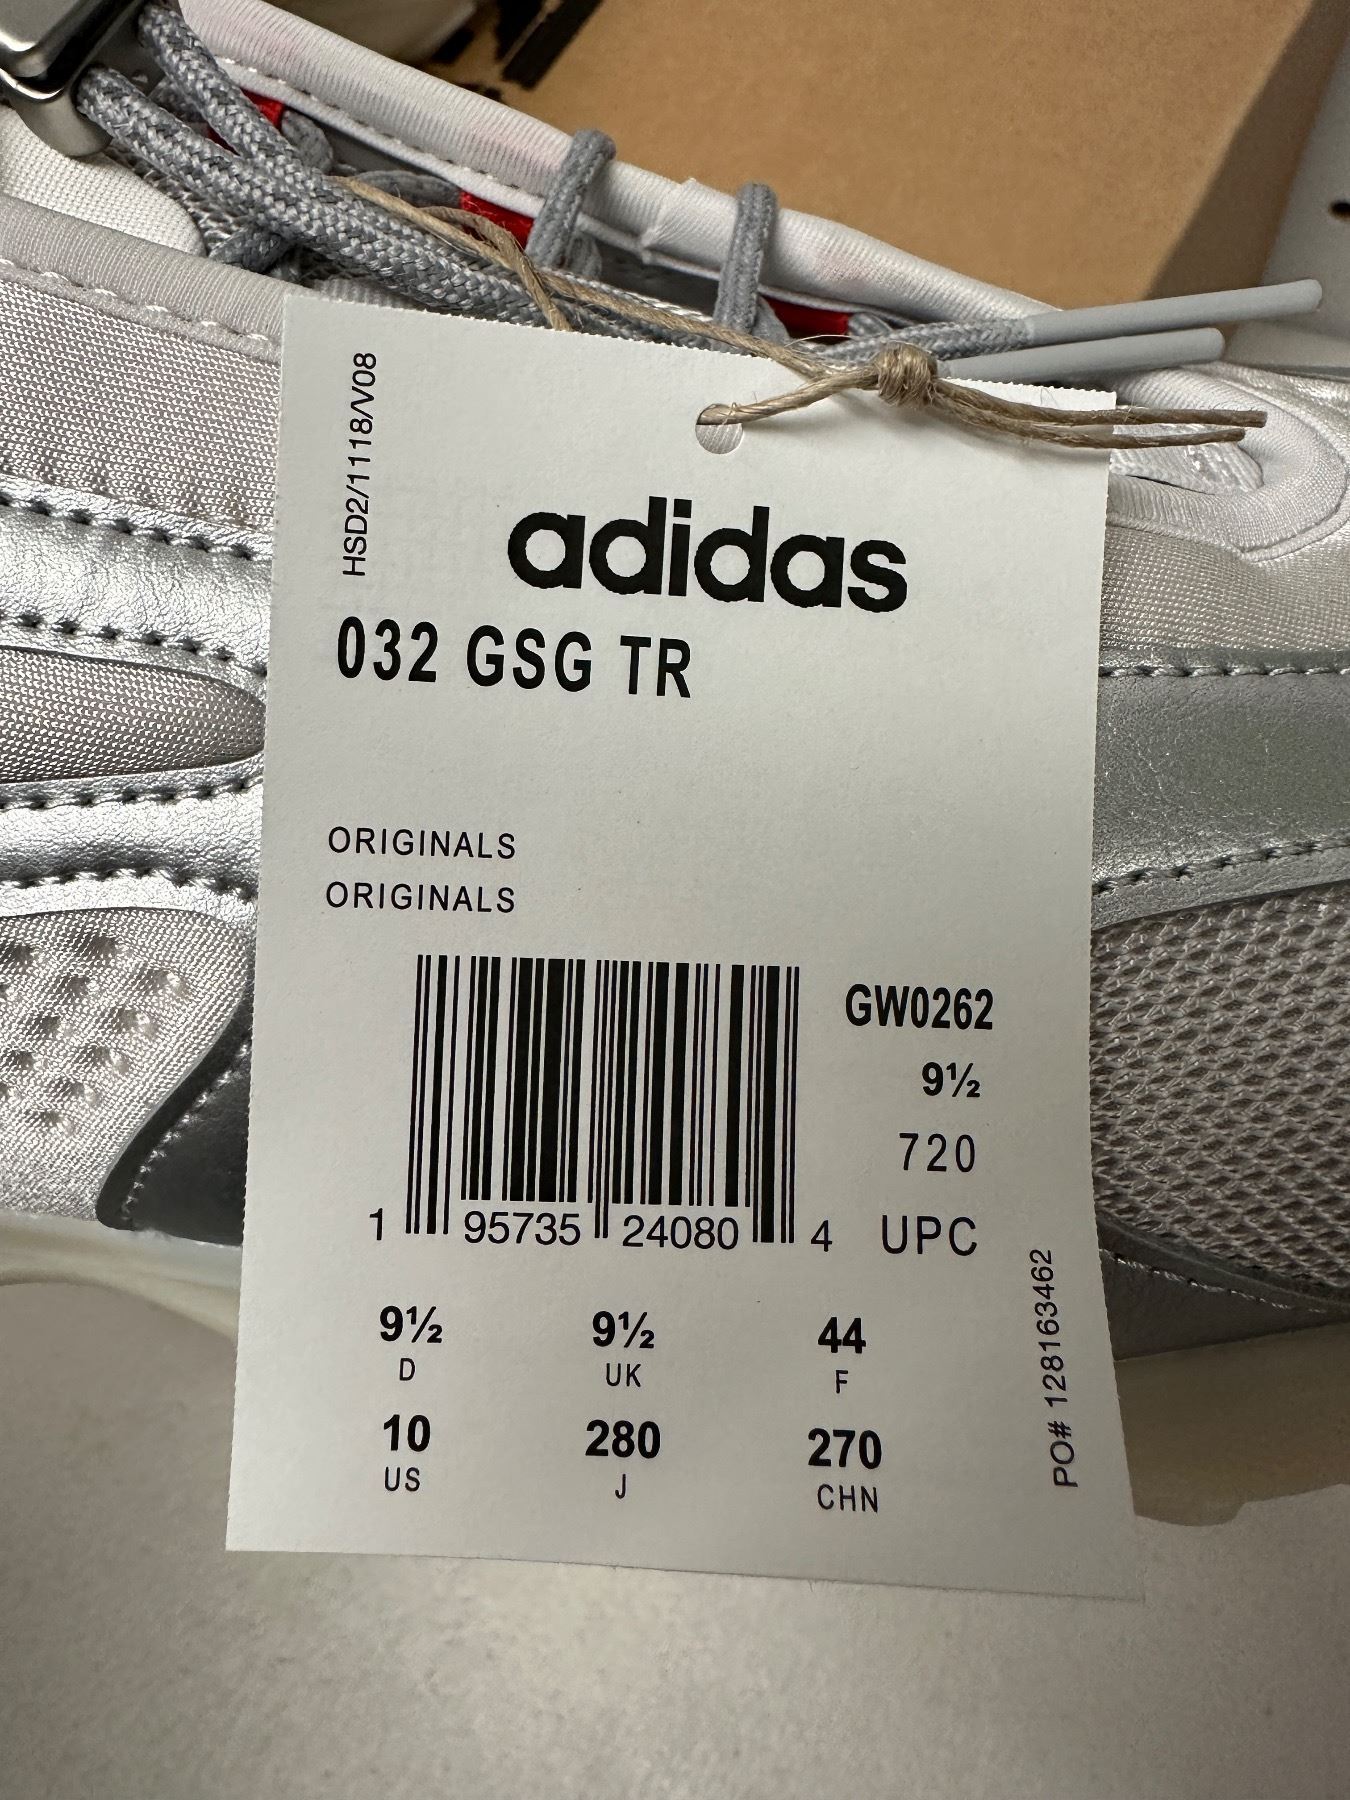 HSD2/1118/V08
adidas
032 GSG TR
ORIGINALS
ORIGINALS
GW0262
9½
720
UPC
1 95735 24080 4
9½ 9½ 44
D UK F
10 280 270
US J CHN
PO# 128163462